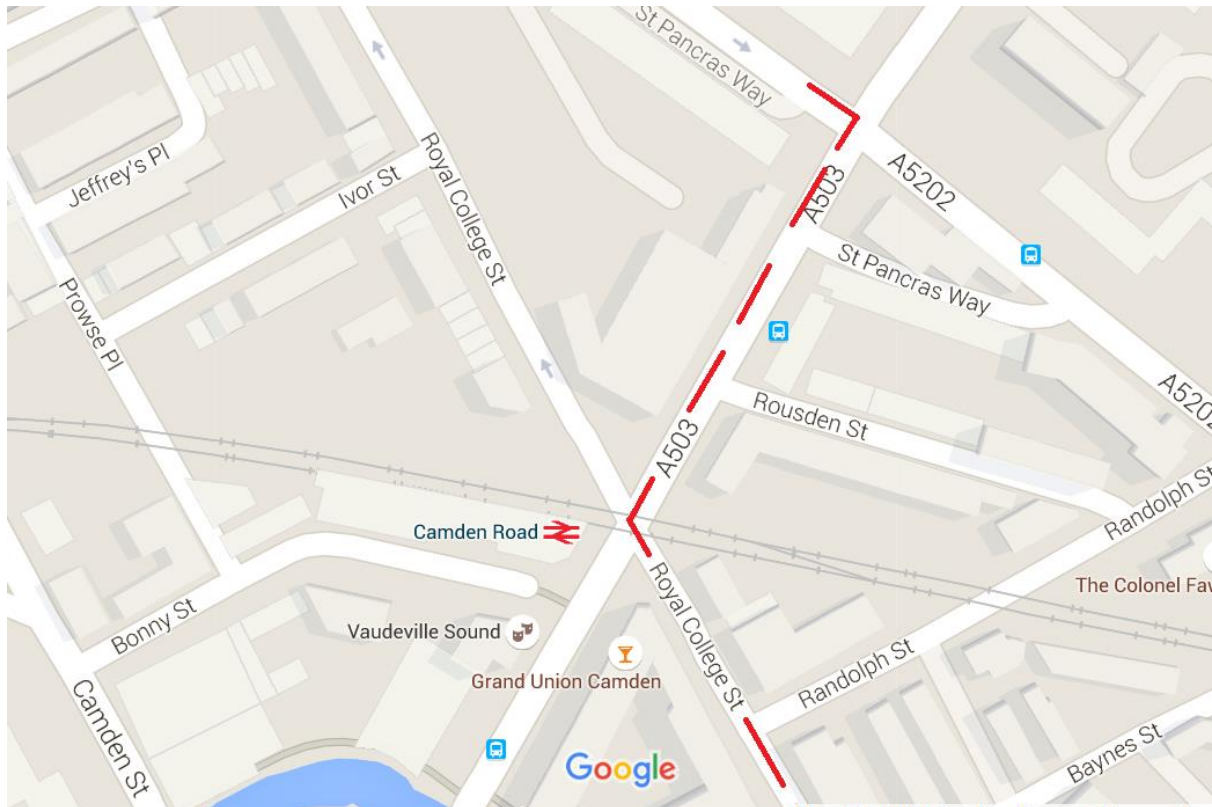 St Pancras Way
Jeffrey's Pl
Ivor St
Royal College St
A503
A5202
St Pancras Way
Prowse Pl
A5202
Rousden St
A503
Randolph St
Camden Road
The Colonel Faw
Royal College St
Bonny St
Vaudeville Sound
Randolph St
Grand Union Camden
Camden St
Baynes St
Google